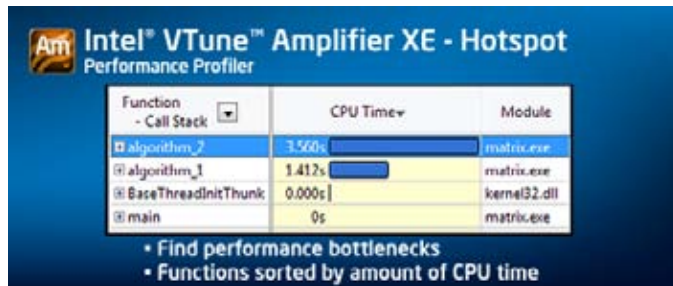 Am Intel® VTune™ Amplifier XE - Hotspot
Performance Profiler
Function
- Call Stack CPU Time Module
algorithm_2 3.560s matrix.exe
algorithm_1 1.412s matrix.exe
BaseThreadInitThunk 0.000s kernel32.dll
main 0s matrix.exe
• Find performance bottlenecks
• Functions sorted by amount of CPU time